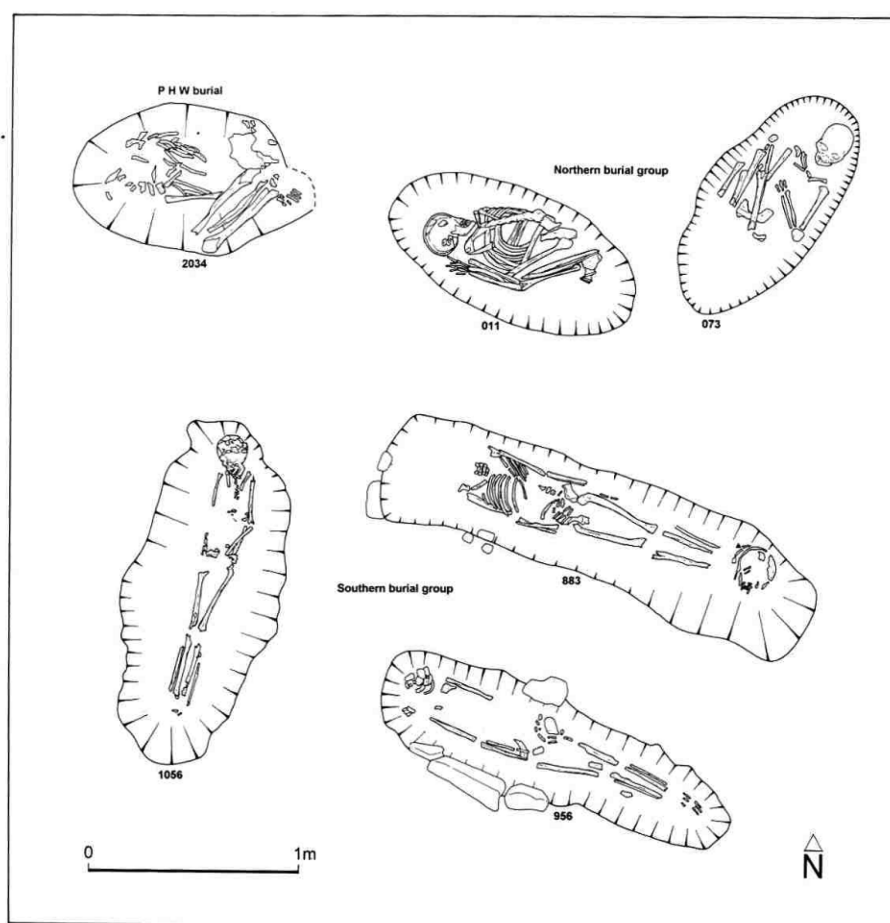 P H W burial
2034
Northern burial group
011
073
1056
883
Southern burial group
956
0 1m
N